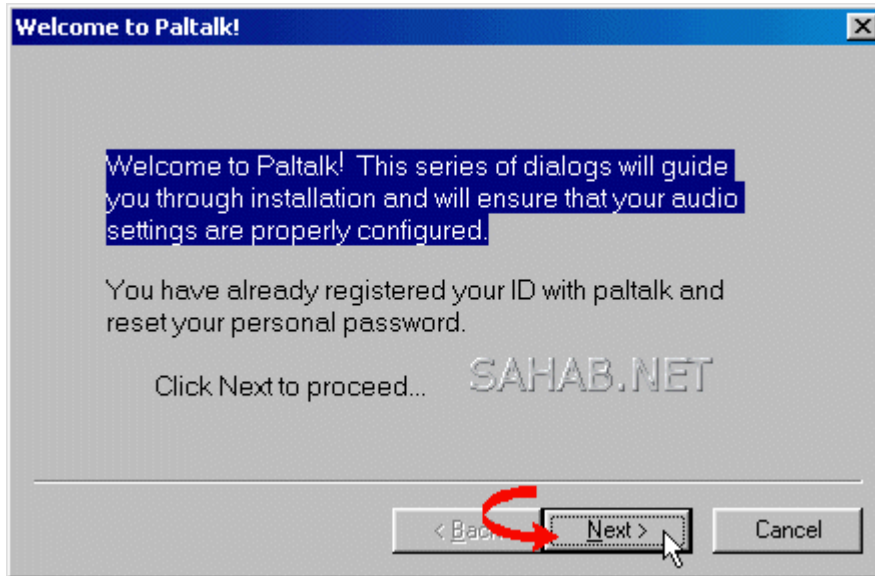 Welcome to Paltalk!
Welcome to Paltalk! This series of dialogs will guide
you through installation and will ensure that your audio
settings are properly configured.
You have already registered your ID with paltalk and
reset your personal password.
Click Next to proceed...
SAHAB.NET
< Back
Next >
Cancel